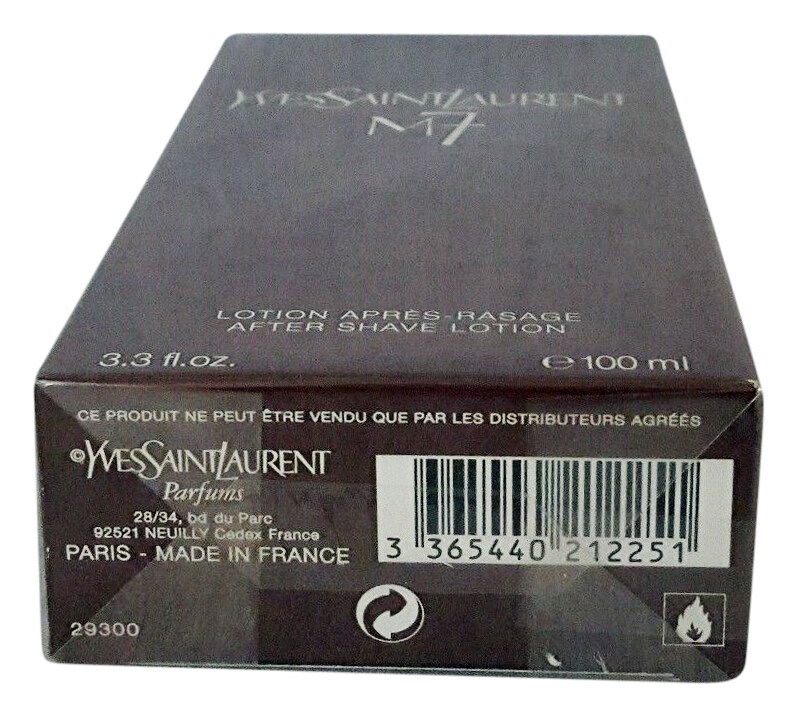 YVESSAINTLAURENT
M7
LOTION APRÈS-RASAGE
AFTER SHAVE LOTION
3.3 fl.oz.
℮ 100 ml
CE PRODUIT NE PEUT ÊTRE VENDU QUE PAR LES DISTRIBUTEURS AGRÉÉS
©YVESSAINTLAURENT
Parfums
28/34, bd du Parc
92521 NEUILLY Cedex France
PARIS - MADE IN FRANCE
3 365440 212251
29300